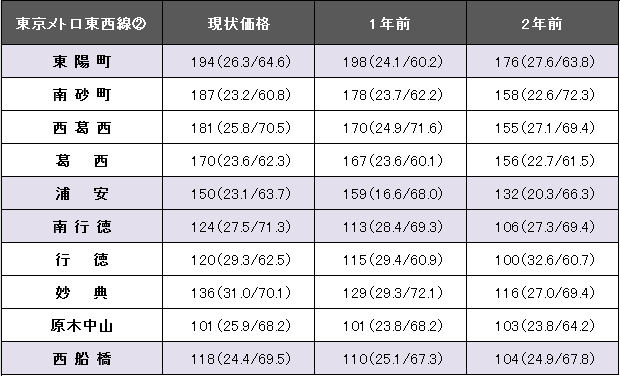 東京メトロ東西線② 現状価格 1年前 2年前
東陽町 194(26.3/64.6) 198(24.1/60.2) 176(27.6/63.8)
南砂町 187(23.2/60.8) 178(23.7/62.2) 158(22.6/72.3)
西葛西 181(25.8/70.5) 170(24.9/71.6) 155(27.1/69.4)
葛西 170(23.6/62.3) 167(23.6/60.1) 156(22.7/61.5)
浦安 150(23.1/63.7) 159(16.6/68.0) 132(20.3/66.3)
南行徳 124(27.5/71.3) 113(28.4/69.3) 106(27.3/69.4)
行徳 120(29.3/62.5) 115(29.4/60.9) 100(32.6/60.7)
妙典 136(31.0/70.1) 129(29.3/72.1) 116(27.0/69.4)
原木中山 101(25.9/68.2) 101(23.8/68.2) 103(23.8/64.2)
西船橋 118(24.4/69.5) 110(25.1/67.3) 104(24.9/67.8)